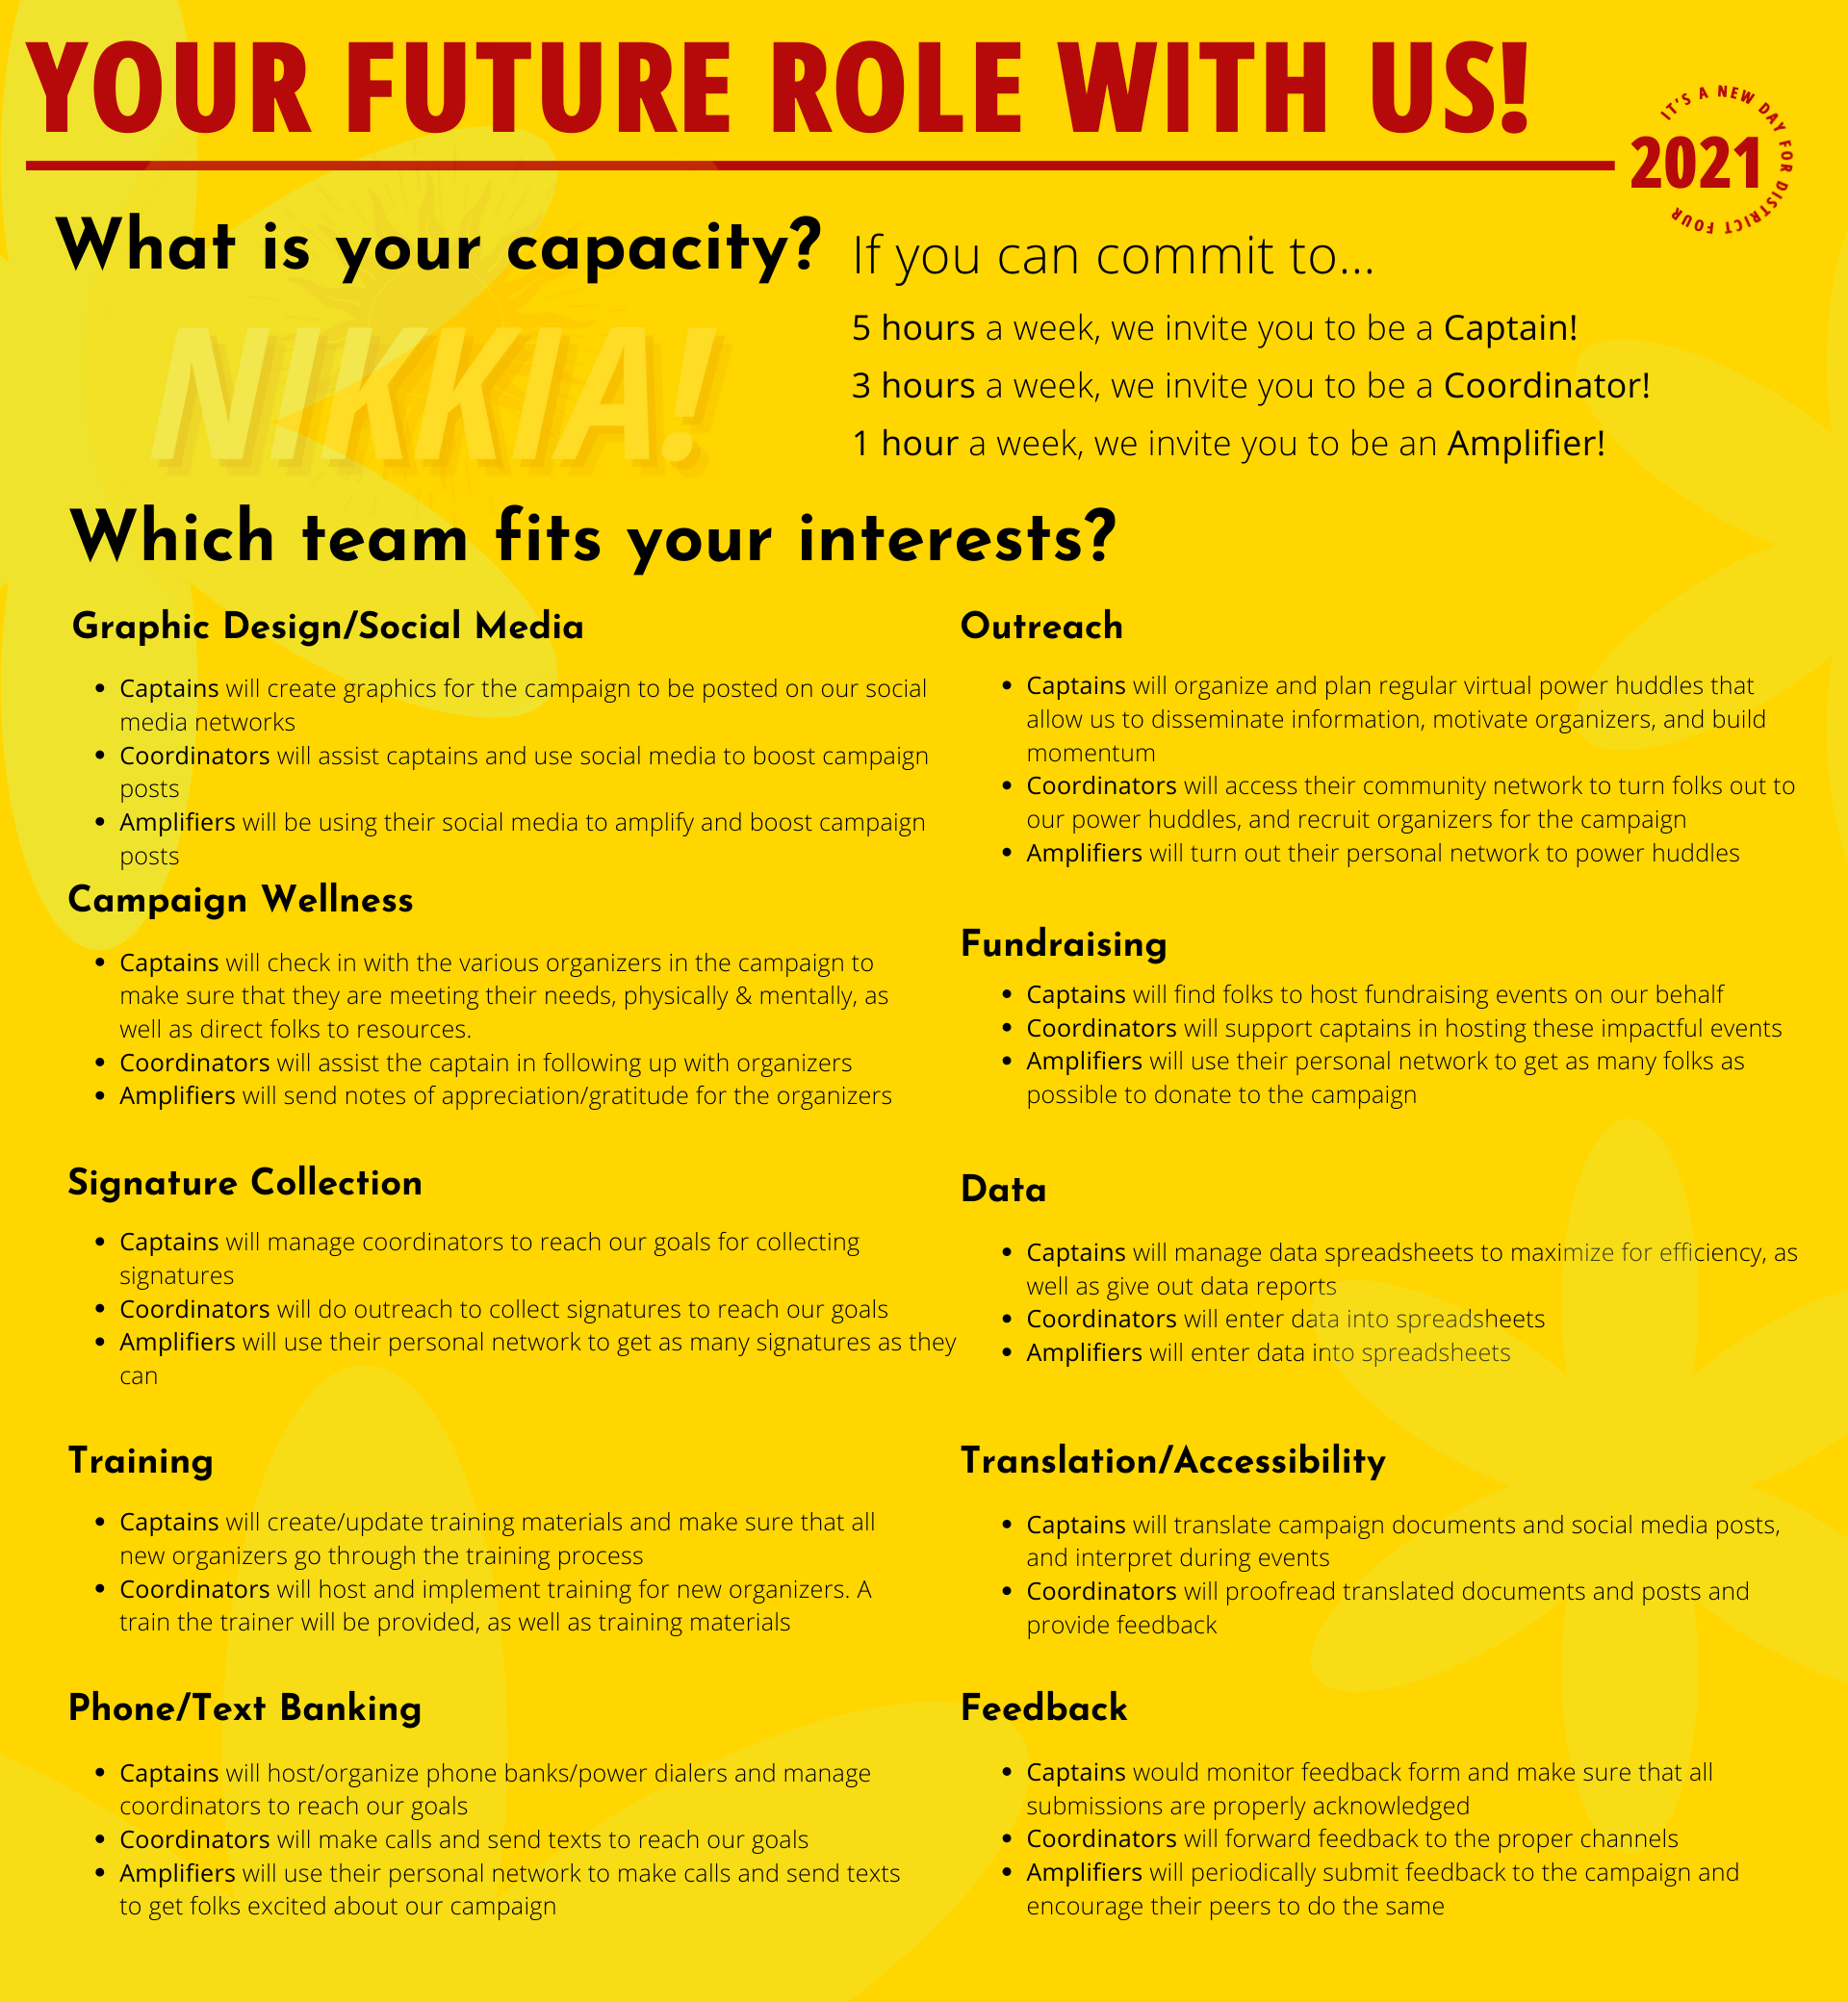 YOUR FUTURE ROLE WITH US!
IT'S A NEW DAY FOR DISTRICT FOUR
2021
What is your capacity?
NIKKIA!
If you can commit to...
5 hours a week, we invite you to be a Captain!
3 hours a week, we invite you to be a Coordinator!
1 hour a week, we invite you to be an Amplifier!
Which team fits your interests?
Graphic Design/Social Media
• Captains will create graphics for the campaign to be posted on our social
media networks
• Coordinators will assist captains and use social media to boost campaign
posts
• Amplifiers will be using their social media to amplify and boost campaign
posts
Campaign Wellness
• Captains will check in with the various organizers in the campaign to
make sure that they are meeting their needs, physically & mentally, as
well as direct folks to resources.
• Coordinators will assist the captain in following up with organizers
• Amplifiers will send notes of appreciation/gratitude for the organizers
Signature Collection
• Captains will manage coordinators to reach our goals for collecting
signatures
• Coordinators will do outreach to collect signatures to reach our goals
• Amplifiers will use their personal network to get as many signatures as they
can
Training
• Captains will create/update training materials and make sure that all
new organizers go through the training process
• Coordinators will host and implement training for new organizers. A
train the trainer will be provided, as well as training materials
Phone/Text Banking
• Captains will host/organize phone banks/power dialers and manage
coordinators to reach our goals
• Coordinators will make calls and send texts to reach our goals
• Amplifiers will use their personal network to make calls and send texts
to get folks excited about our campaign
Outreach
• Captains will organize and plan regular virtual power huddles that
allow us to disseminate information, motivate organizers, and build
momentum
• Coordinators will access their community network to turn folks out to
our power huddles, and recruit organizers for the campaign
• Amplifiers will turn out their personal network to power huddles
Fundraising
• Captains will find folks to host fundraising events on our behalf
• Coordinators will support captains in hosting these impactful events
• Amplifiers will use their personal network to get as many folks as
possible to donate to the campaign
Data
• Captains will manage data spreadsheets to maximize for efficiency, as
well as give out data reports
• Coordinators will enter data into spreadsheets
• Amplifiers will enter data into spreadsheets
Translation/Accessibility
• Captains will translate campaign documents and social media posts,
and interpret during events
• Coordinators will proofread translated documents and posts and
provide feedback
Feedback
• Captains would monitor feedback form and make sure that all
submissions are properly acknowledged
• Coordinators will forward feedback to the proper channels
• Amplifiers will periodically submit feedback to the campaign and
encourage their peers to do the same